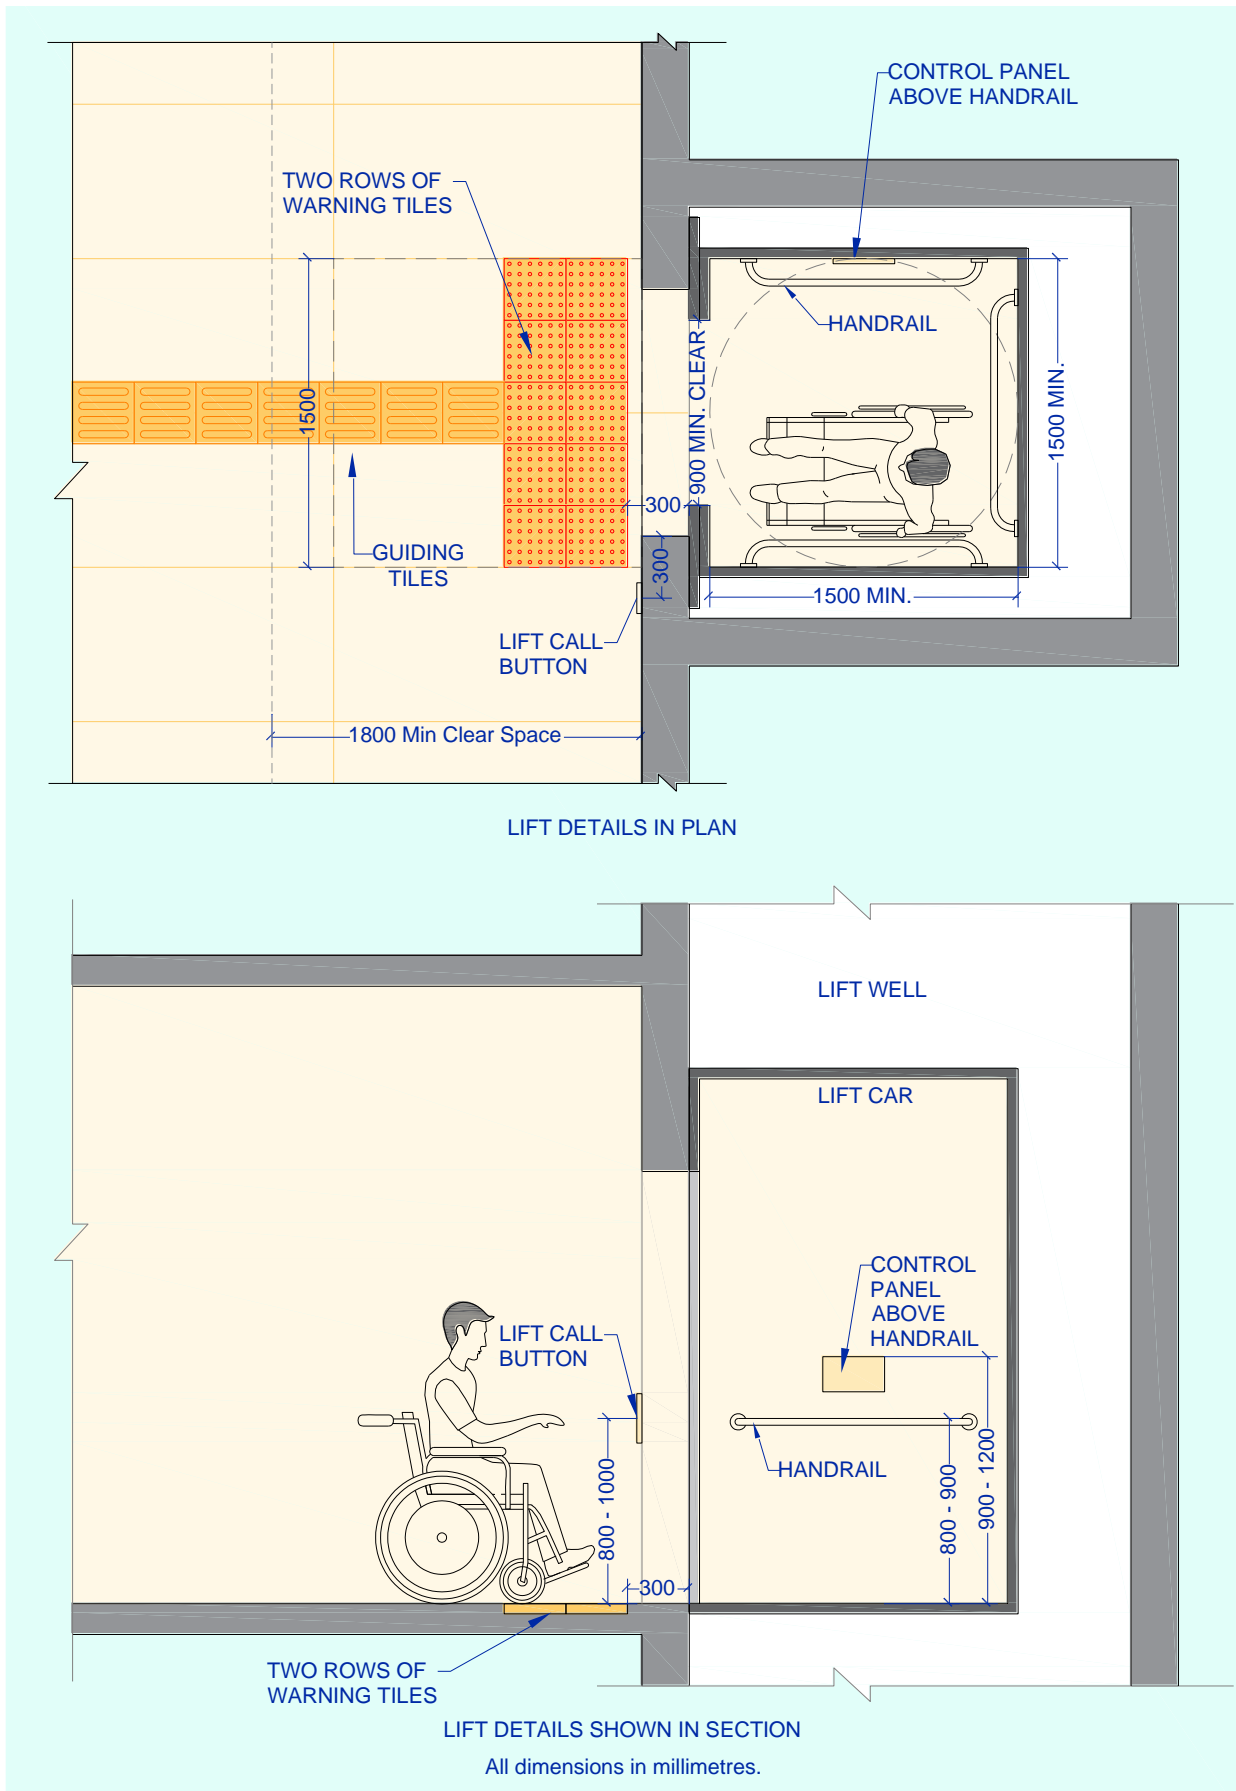 CONTROL PANEL
ABOVE HANDRAIL
TWO ROWS OF
WARNING TILES
HANDRAIL
900 MIN. CLEAR
1500
1500 MIN.
300
GUIDING
TILES
300
1500 MIN.
LIFT CALL
BUTTON
1800 Min Clear Space
LIFT DETAILS IN PLAN
LIFT WELL
LIFT CAR
CONTROL
PANEL
ABOVE
HANDRAIL
LIFT CALL
BUTTON
HANDRAIL
800 - 1000
800 - 900
900 - 1200
300
TWO ROWS OF
WARNING TILES
LIFT DETAILS SHOWN IN SECTION
All dimensions in millimetres.